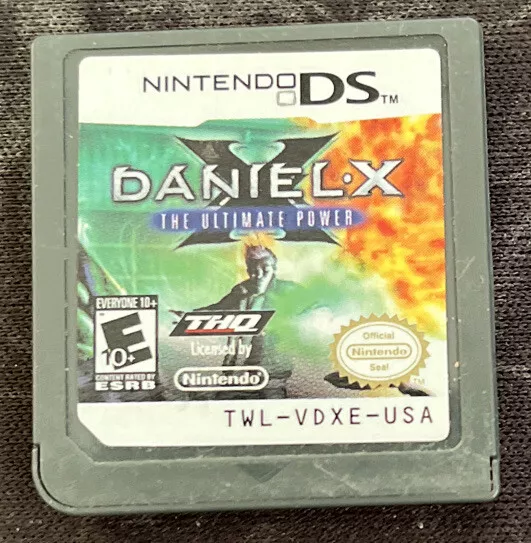 NINTENDO DS™
DANIEL·X
THE ULTIMATE POWER
EVERYONE 10+
E
10+
CONTENT RATED BY
ESRB
THQ
Licensed by
Nintendo®
Official
Nintendo
Seal
TM
TWL-VDXE-USA